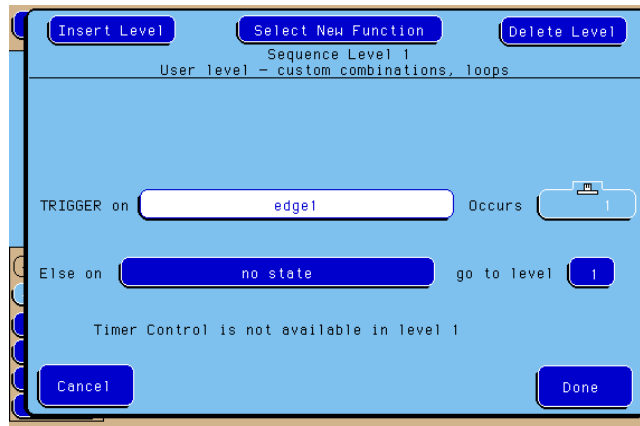 Insert Level Select New Function Delete Level
Sequence Level 1
User level – custom combinations, loops
TRIGGER on edge1 Occurs 1
Else on no state go to level 1
Timer Control is not available in level 1
Cancel Done